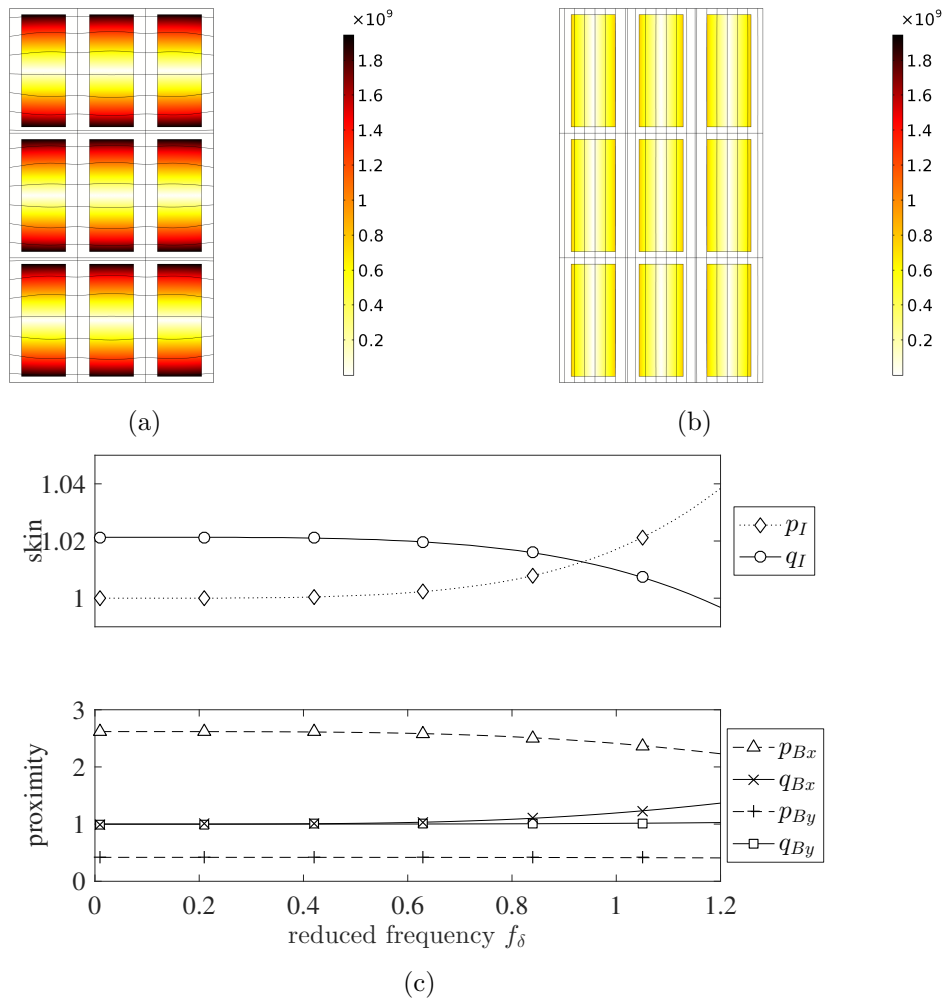 ×10⁹
1.8
1.6
1.4
1.2
1
0.8
0.6
0.4
0.2
(a)
×10⁹
1.8
1.6
1.4
1.2
1
0.8
0.6
0.4
0.2
(b)
skin
1.04
1.02
1
p_I
q_I
proximity
3
2
1
0
0 0.2 0.4 0.6 0.8 1 1.2
reduced frequency f_δ
p_Bx
q_Bx
p_By
q_By
(c)